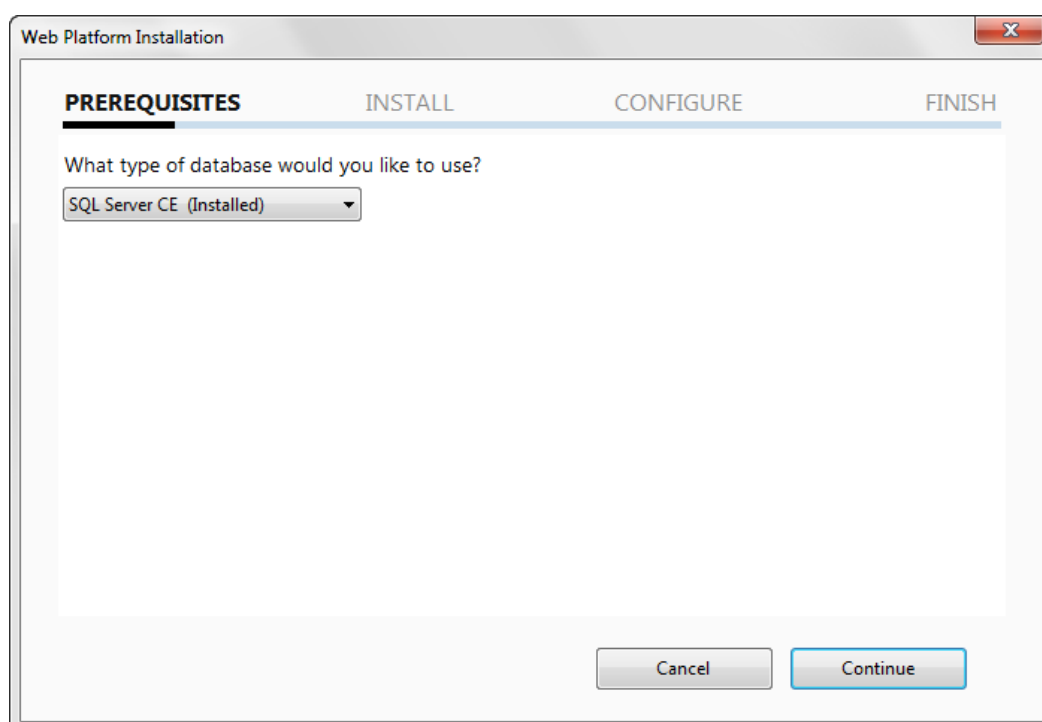 Web Platform Installation
PREREQUISITES INSTALL CONFIGURE FINISH
What type of database would you like to use?
SQL Server CE (Installed)
Cancel Continue